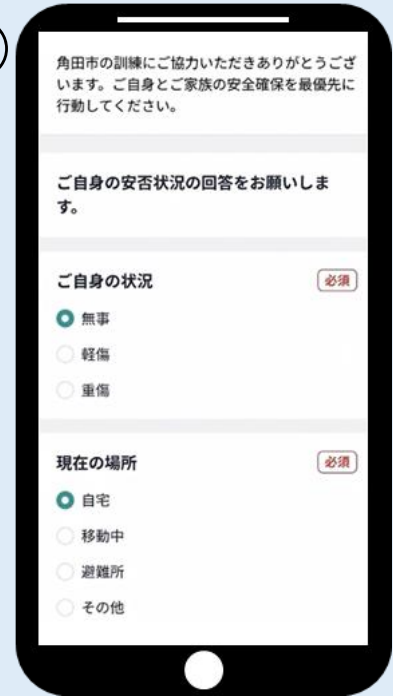 角田市の訓練にご協力いただきありがとうござ
います。ご自身とご家族の安全確保を最優先に
行動してください。
ご自身の安否状況の回答をお願いしま
す。
ご自身の状況 必須
無事
軽傷
重傷
現在の場所 必須
自宅
移動中
避難所
その他